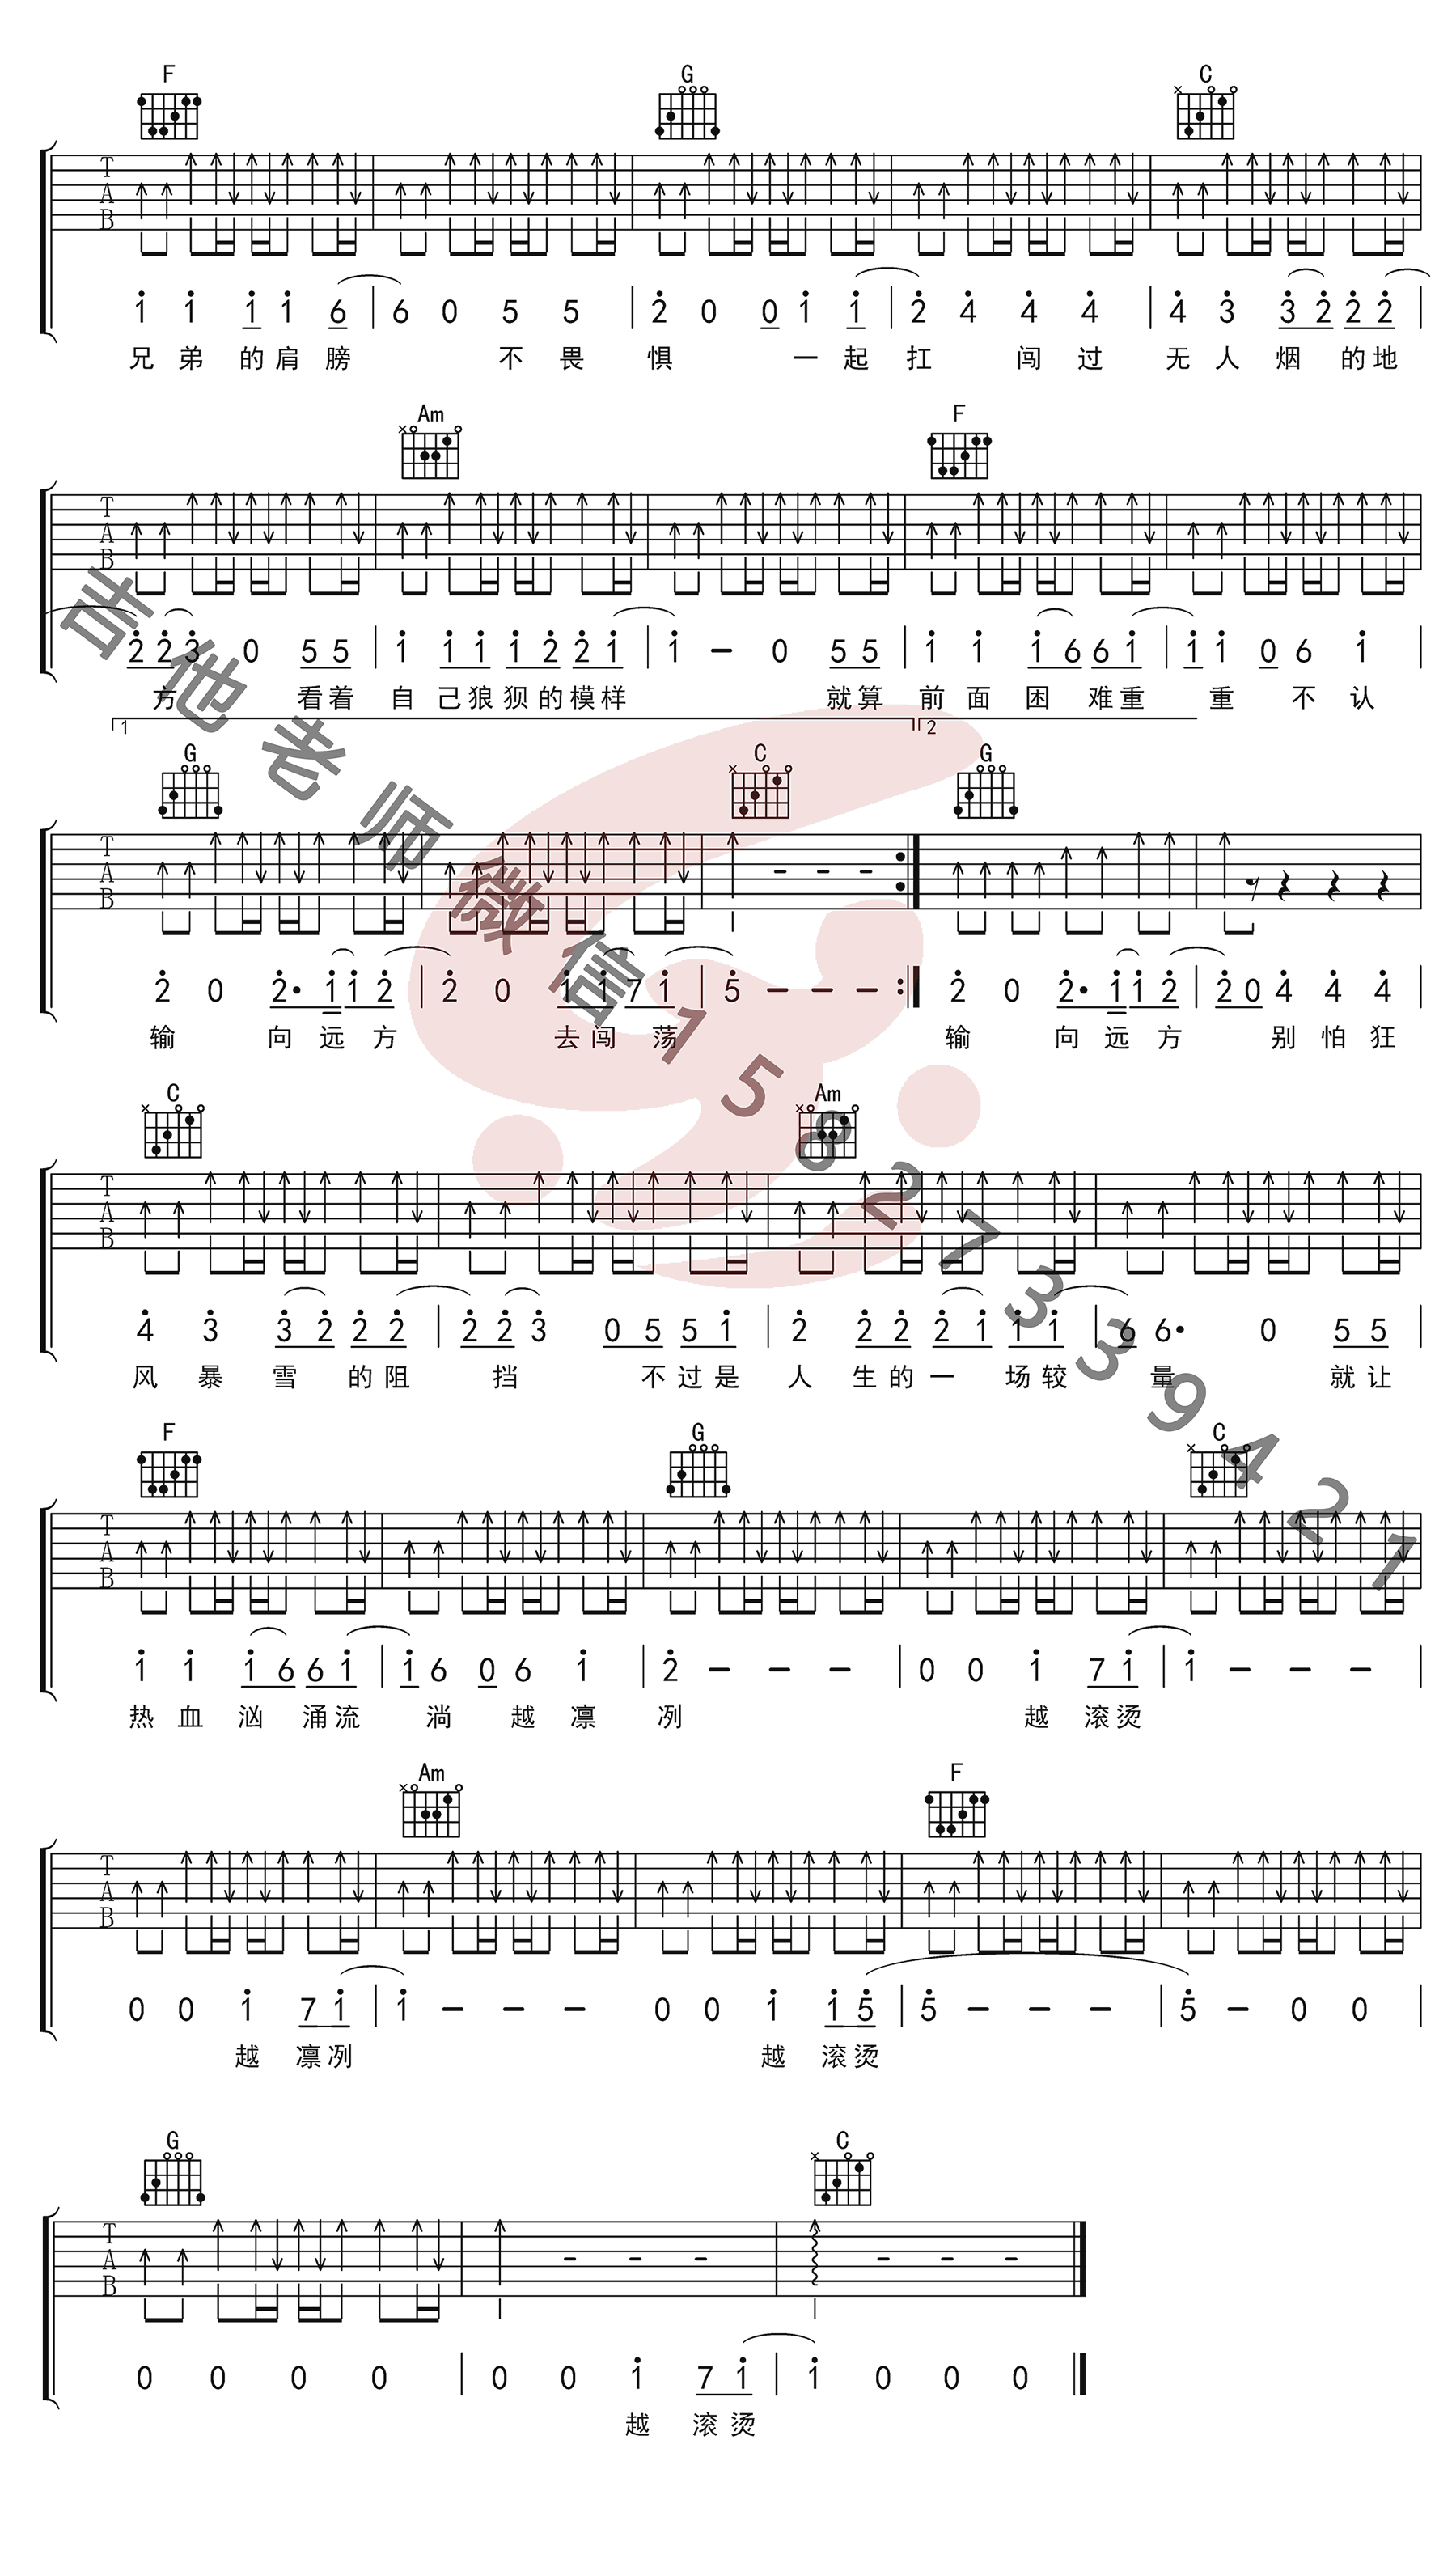 F G C
T
A
B
1 1 1 1 6 | 6 0 5 5 | 2 0 0 1 1 | 2 4 4 4 | 4 3 3 2 2 2 |
兄 弟 的 肩 膀 不 畏 惧 一 起 扛 闯 过 无 人 烟 的 地
Am F
T
A
B
2 2 3 0 5 5 | 1 1 1 1 2 2 1 | 1 - 0 5 5 | 1 1 1 6 6 1 | 1 1 0 6 1 |
方 看 着 自 己 狼 狈 的 模 样 就 算 前 面 困 难 重 重 不 认
1 2
G C G
T
A
B
2 0 2· 1 1 2 | 2 0 1 1 7 1 | 5 - - - :| 2 0 2· 1 1 2 | 2 0 4 4 4 |
输 向 远 方 去 闯 荡 输 向 远 方 别 怕 狂
C Am
T
A
B
4 3 3 2 2 2 | 2 2 3 0 5 5 1 | 2 2 2 2 1 1 1 | 6 6· 0 5 5 |
风 暴 雪 的 阻 挡 不 过 是 人 生 的 一 场 较 量 就 让
F G C
T
A
B
1 1 1 6 6 1 | 1 6 0 6 1 | 2 - - - | 0 0 1 7 1 | 1 - - - |
热 血 汹 涌 流 淌 越 凛 冽 越 滚 烫
Am F
T
A
B
0 0 1 7 1 | 1 - - - 0 0 1 1 5 | 5 - - - | 5 - 0 0 |
越 凛 冽 越 滚 烫
G C
T
A
B
0 0 0 0 | 0 0 1 7 1 | 1 0 0 0
越 滚 烫
吉他老师微信15827339421